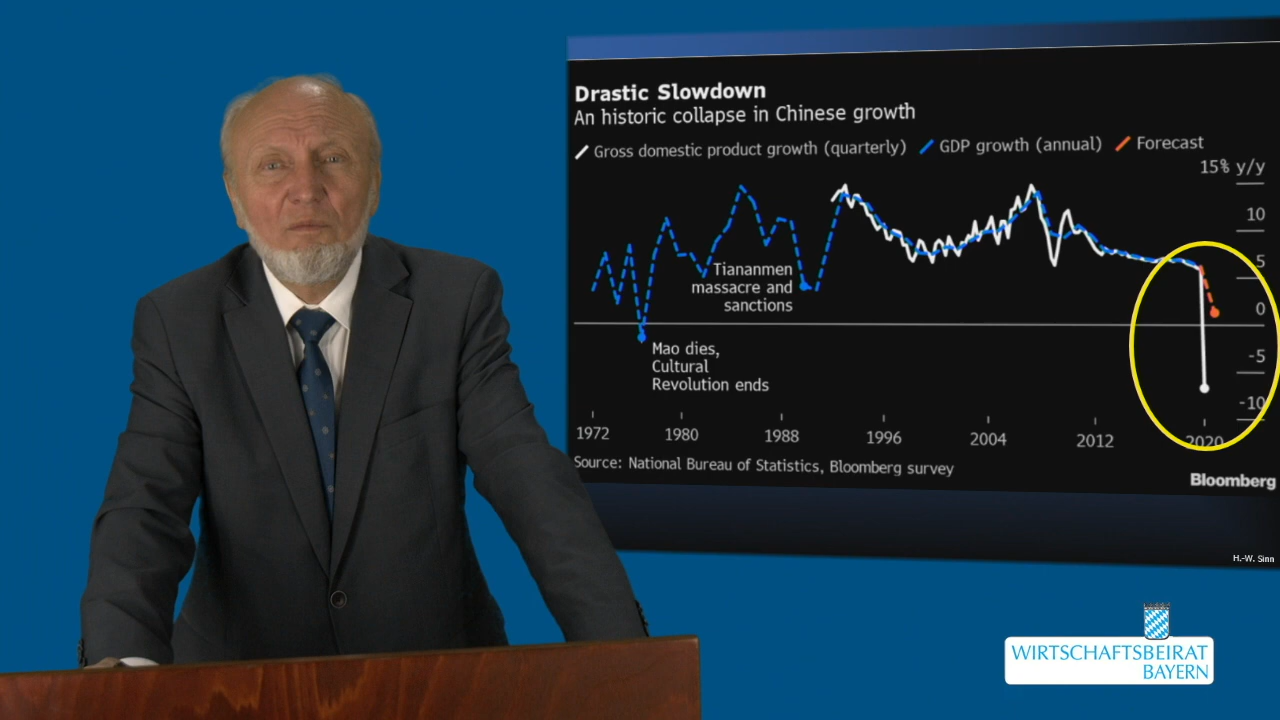 Drastic Slowdown
An historic collapse in Chinese growth
Gross domestic product growth (quarterly) GDP growth (annual) Forecast
15% y/y
10
5
0
-5
-10
Tiananmen
massacre and
sanctions
Mao dies,
Cultural
Revolution ends
1972 1980 1988 1996 2004 2012 2020
Source: National Bureau of Statistics, Bloomberg survey
Bloomberg
H.-W. Sinn
WIRTSCHAFTSBEIRAT
BAYERN